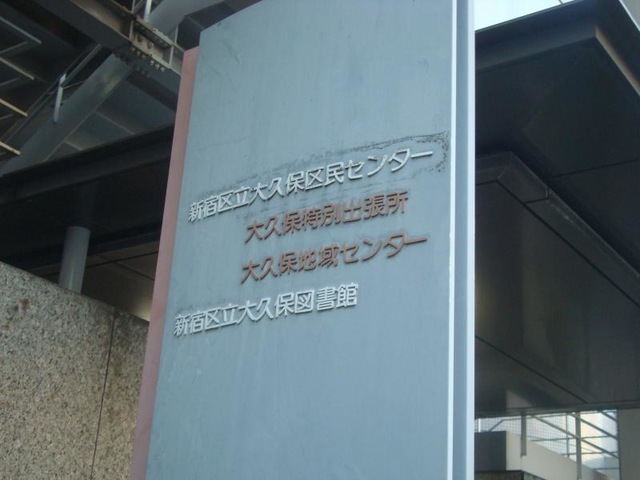 新宿区立大久保区民センター
大久保特別出張所
大久保地域センター
新宿区立大久保図書館